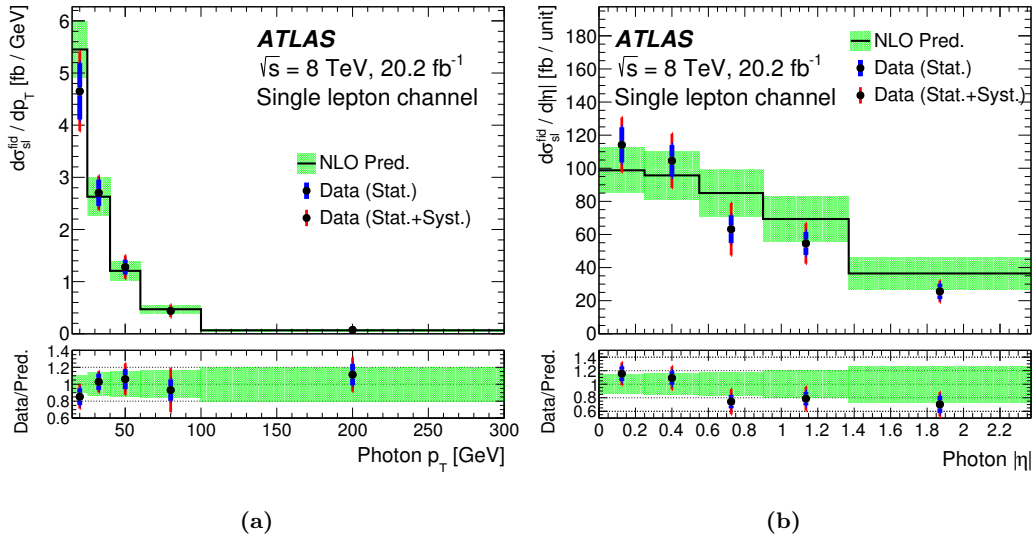 ATLAS
√s = 8 TeV, 20.2 fb⁻¹
Single lepton channel
NLO Pred.
Data (Stat.)
Data (Stat.+Syst.)
dσ_sl^fid / dp_T [fb / GeV]
6
5
4
3
2
1
0
Data/Pred.
1.4
1.2
1.0
0.8
0.6
50 100 150 200 250 300
Photon p_T [GeV]
(a)
ATLAS
√s = 8 TeV, 20.2 fb⁻¹
Single lepton channel
NLO Pred.
Data (Stat.)
Data (Stat.+Syst.)
dσ_sl^fid / d|η| [fb / unit]
200
180
160
140
120
100
80
60
40
20
0
Data/Pred.
1.4
1.2
1
0.8
0.6
0 0.2 0.4 0.6 0.8 1 1.2 1.4 1.6 1.8 2 2.2
Photon |η|
(b)